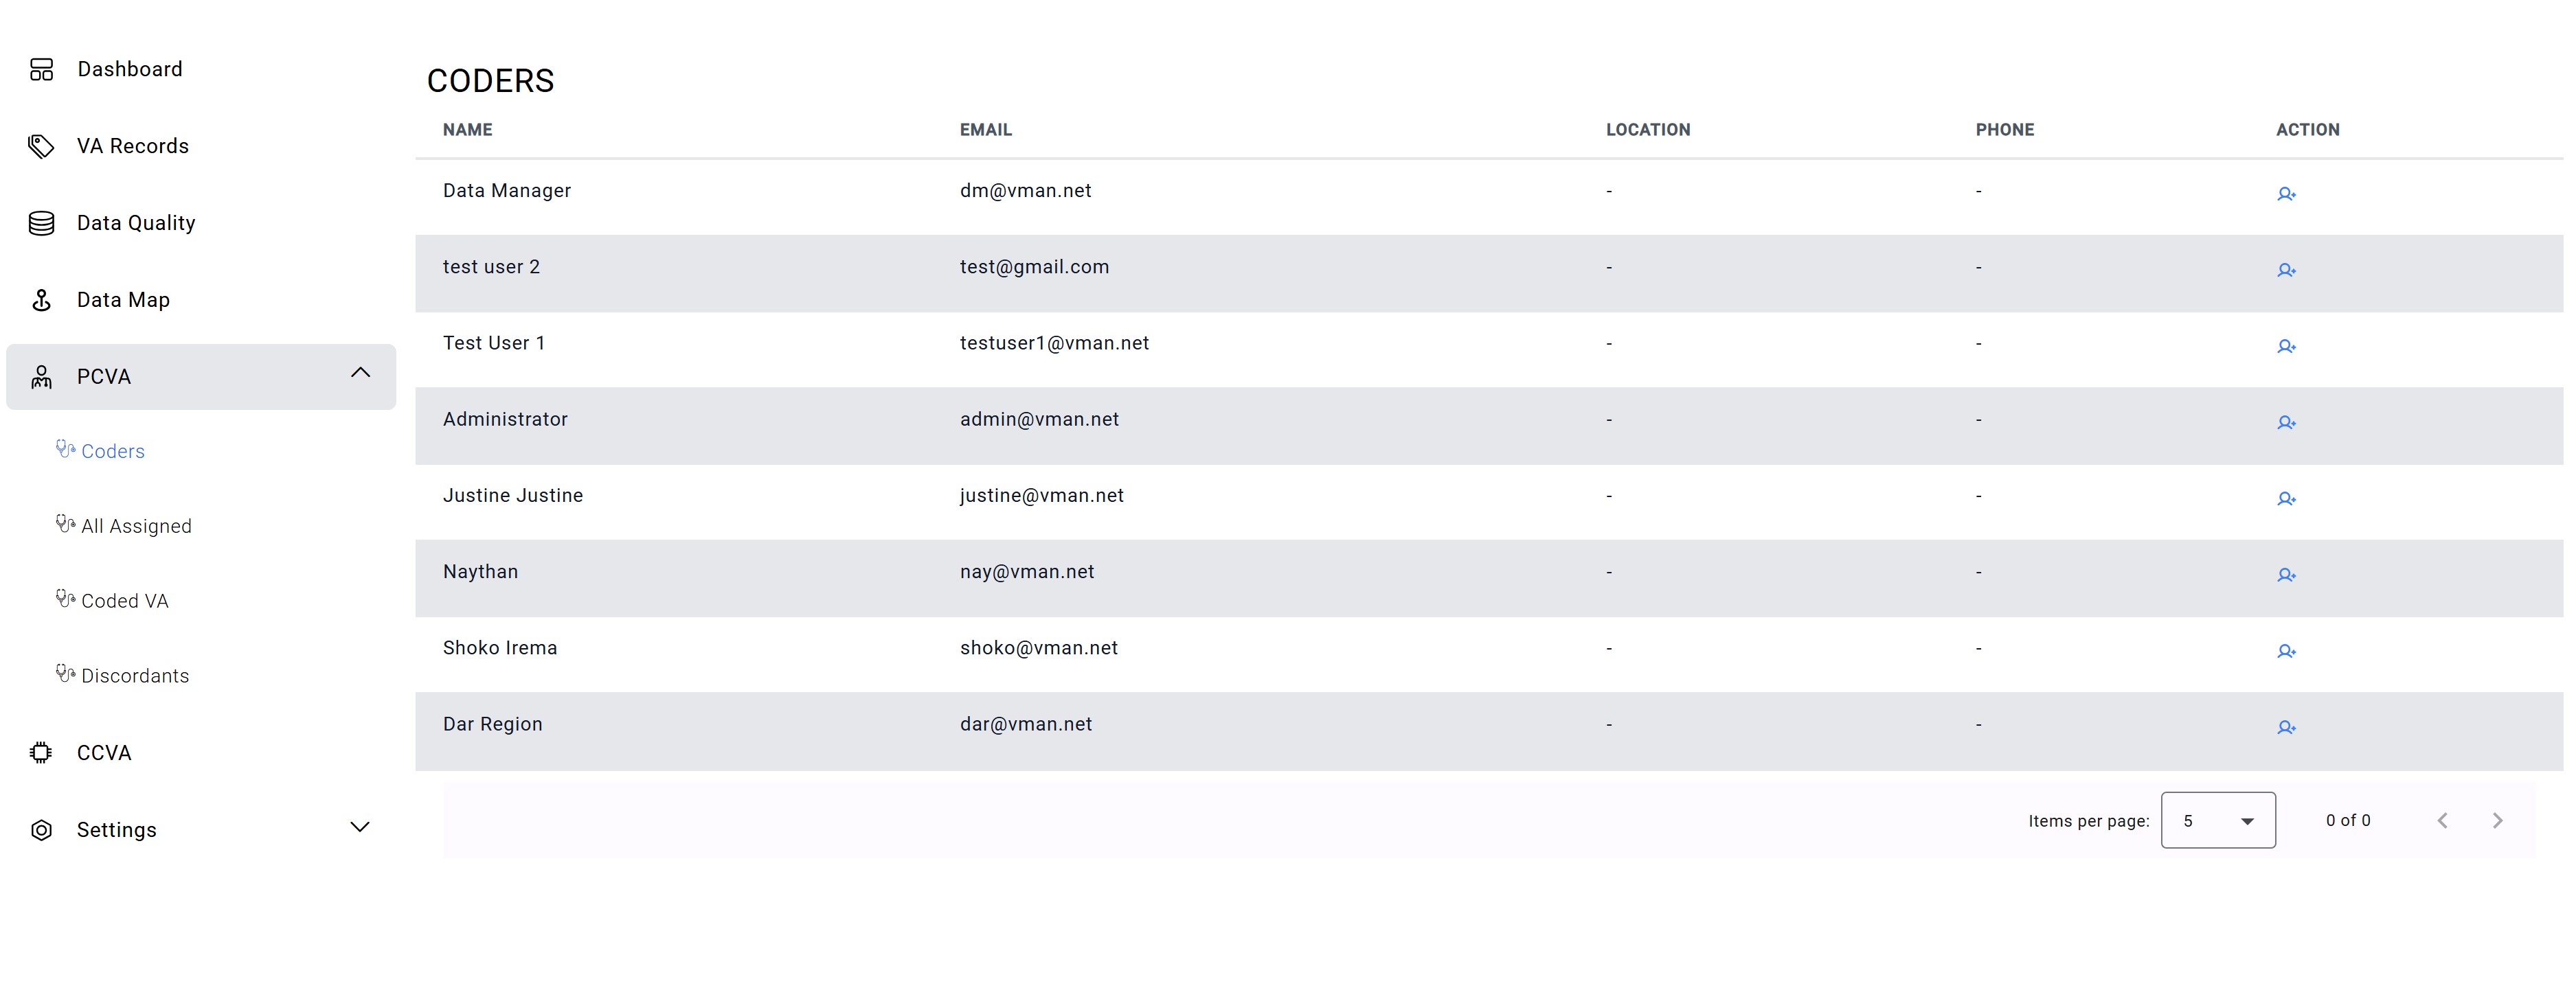 Dashboard
VA Records
Data Quality
Data Map
PCVA
Coders
All Assigned
Coded VA
Discordants
CCVA
Settings
CODERS
NAME EMAIL LOCATION PHONE ACTION
Data Manager dm@vman.net - -
test user 2 test@gmail.com - -
Test User 1 testuser1@vman.net - -
Administrator admin@vman.net - -
Justine Justine justine@vman.net - -
Naythan nay@vman.net - -
Shoko Irema shoko@vman.net - -
Dar Region dar@vman.net - -
Items per page: 5 0 of 0